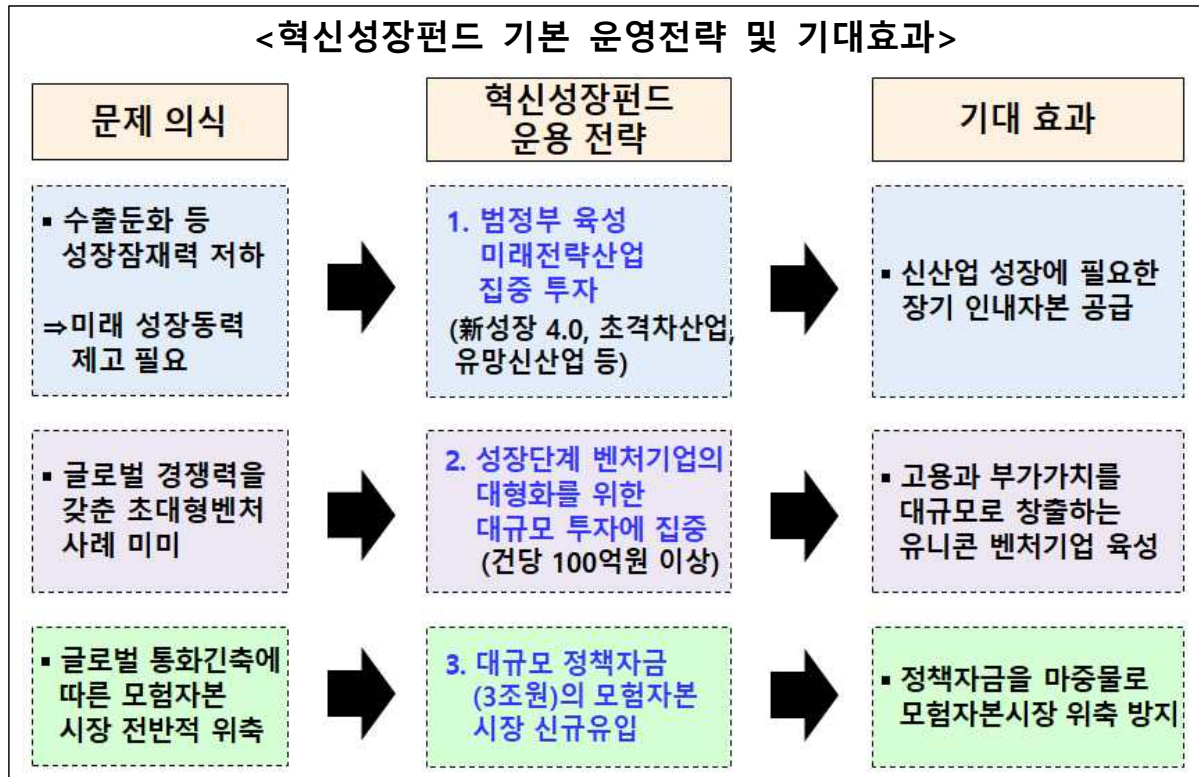 <혁신성장펀드 기본 운영전략 및 기대효과>
문제 의식
혁신성장펀드
운용 전략
기대 효과
▪ 수출둔화 등
성장잠재력 저하
⇒미래 성장동력
제고 필요
1. 범정부 육성
미래전략산업
집중 투자
(新성장 4.0, 초격차산업,
유망신산업 등)
▪ 신산업 성장에 필요한
장기 인내자본 공급
▪ 글로벌 경쟁력을
갖춘 초대형벤처
사례 미미
2. 성장단계 벤처기업의
대형화를 위한
대규모 투자에 집중
(건당 100억원 이상)
▪ 고용과 부가가치를
대규모로 창출하는
유니콘 벤처기업 육성
▪ 글로벌 통화긴축에
따른 모험자본
시장 전반적 위축
3. 대규모 정책자금
(3조원)의 모험자본
시장 신규유입
▪ 정책자금을 마중물로
모험자본시장 위축 방지